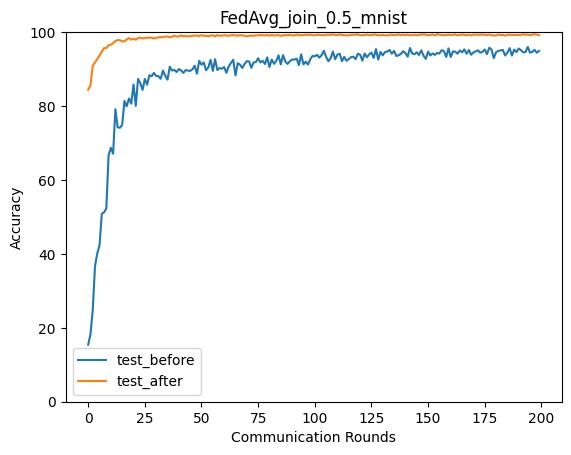 FedAvg_join_0.5_mnist
100
80
60
40
20
0
Accuracy
test_before
test_after
0 25 50 75 100 125 150 175 200
Communication Rounds